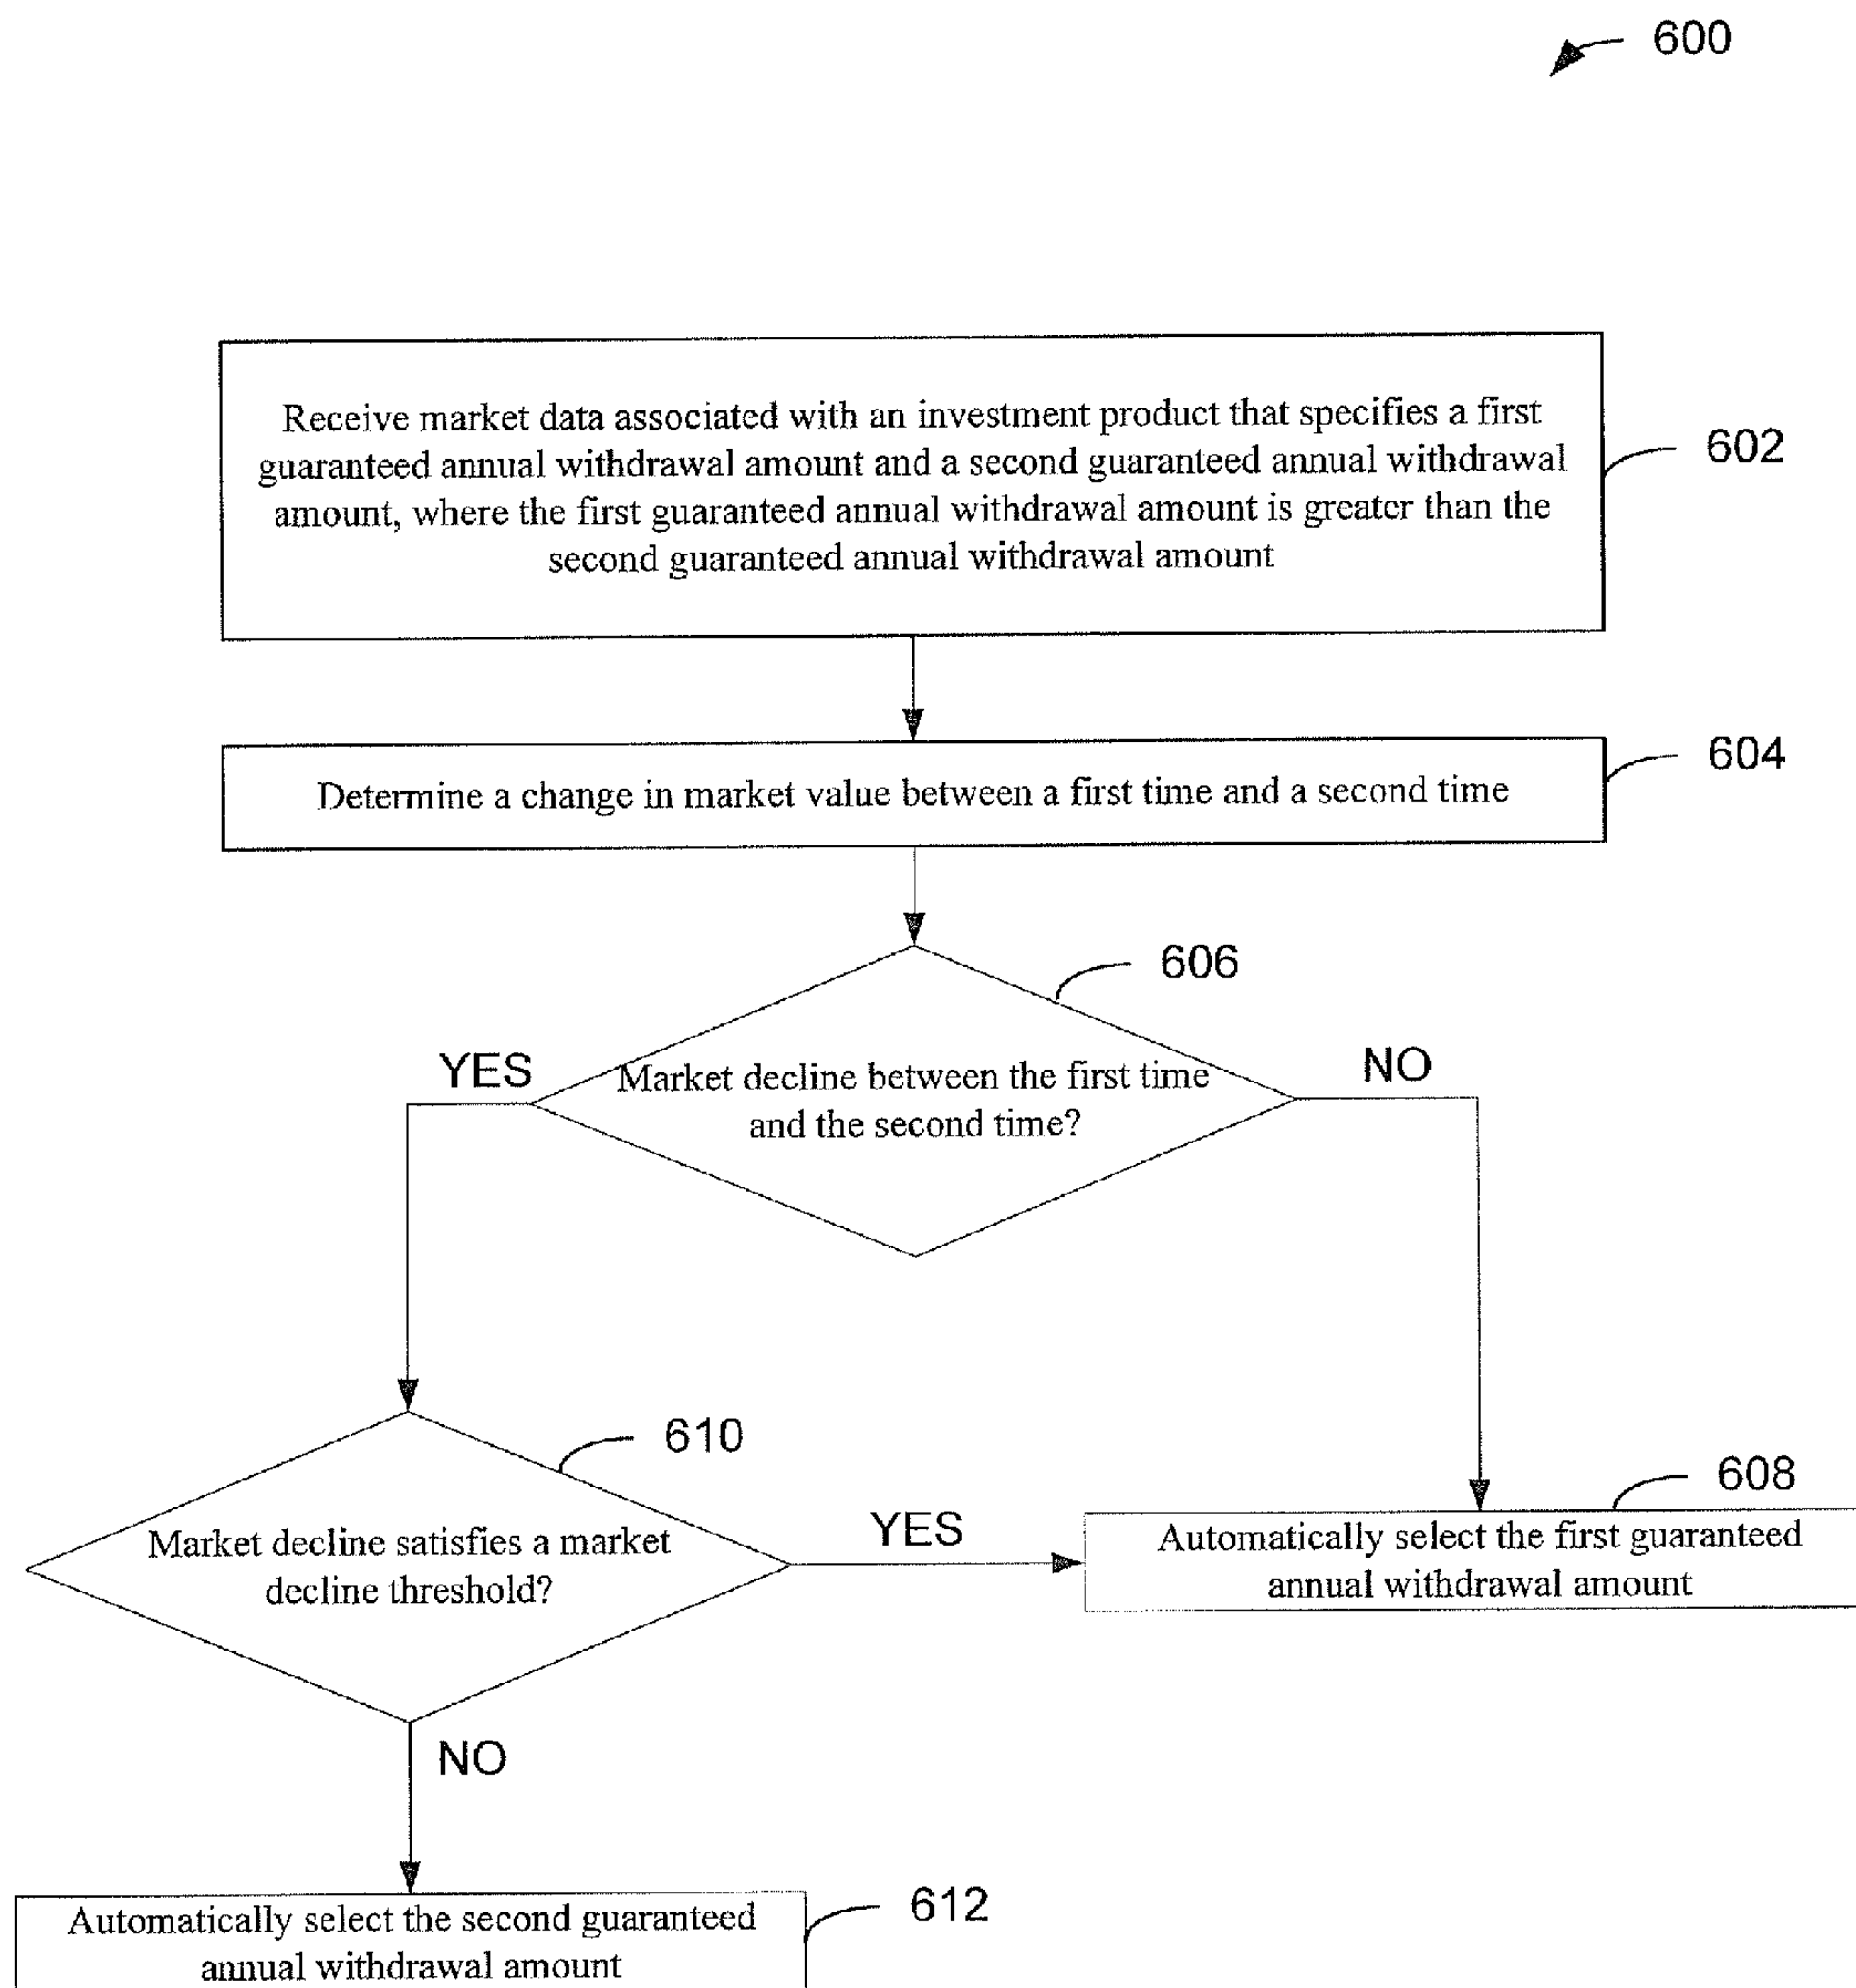 600
Receive market data associated with an investment product that specifies a first
guaranteed annual withdrawal amount and a second guaranteed annual withdrawal
amount, where the first guaranteed annual withdrawal amount is greater than the
second guaranteed annual withdrawal amount
602
Determine a change in market value between a first time and a second time
604
606
YES
Market decline between the first time
and the second time?
NO
610
Market decline satisfies a market
decline threshold?
YES
608
Automatically select the first guaranteed
annual withdrawal amount
NO
Automatically select the second guaranteed
annual withdrawal amount
612